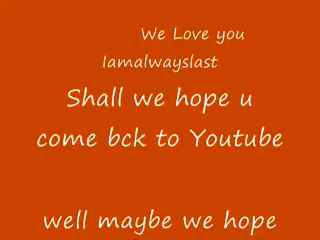 We Love you
Iamalwayslast
Shall we hope u
come bck to Youtube
well maybe we hope